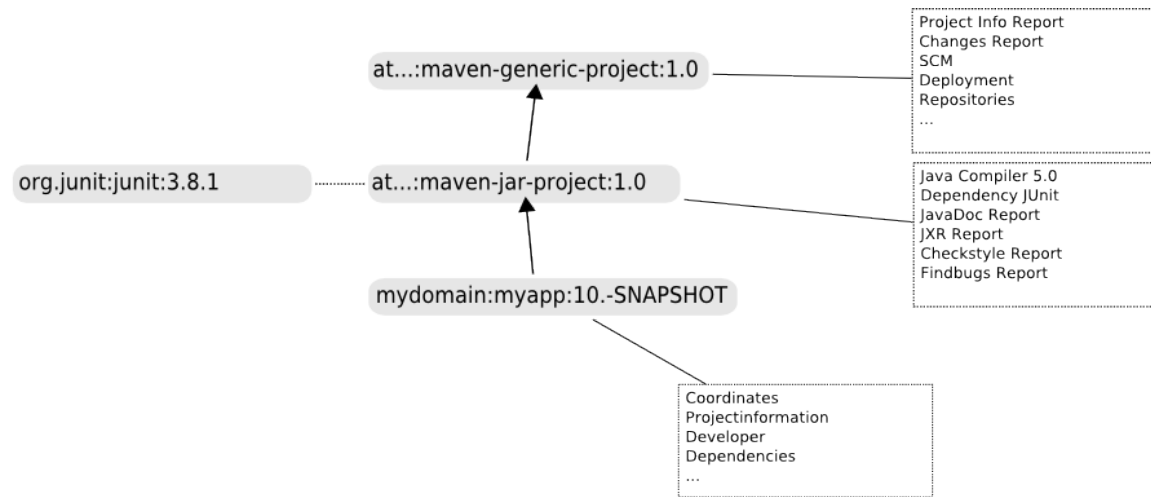 Project Info Report
Changes Report
SCM
Deployment
Repositories
...
at...:maven-generic-project:1.0
org.junit:junit:3.8.1
at...:maven-jar-project:1.0
Java Compiler 5.0
Dependency JUnit
JavaDoc Report
JXR Report
Checkstyle Report
Findbugs Report
mydomain:myapp:10.-SNAPSHOT
Coordinates
Projectinformation
Developer
Dependencies
...